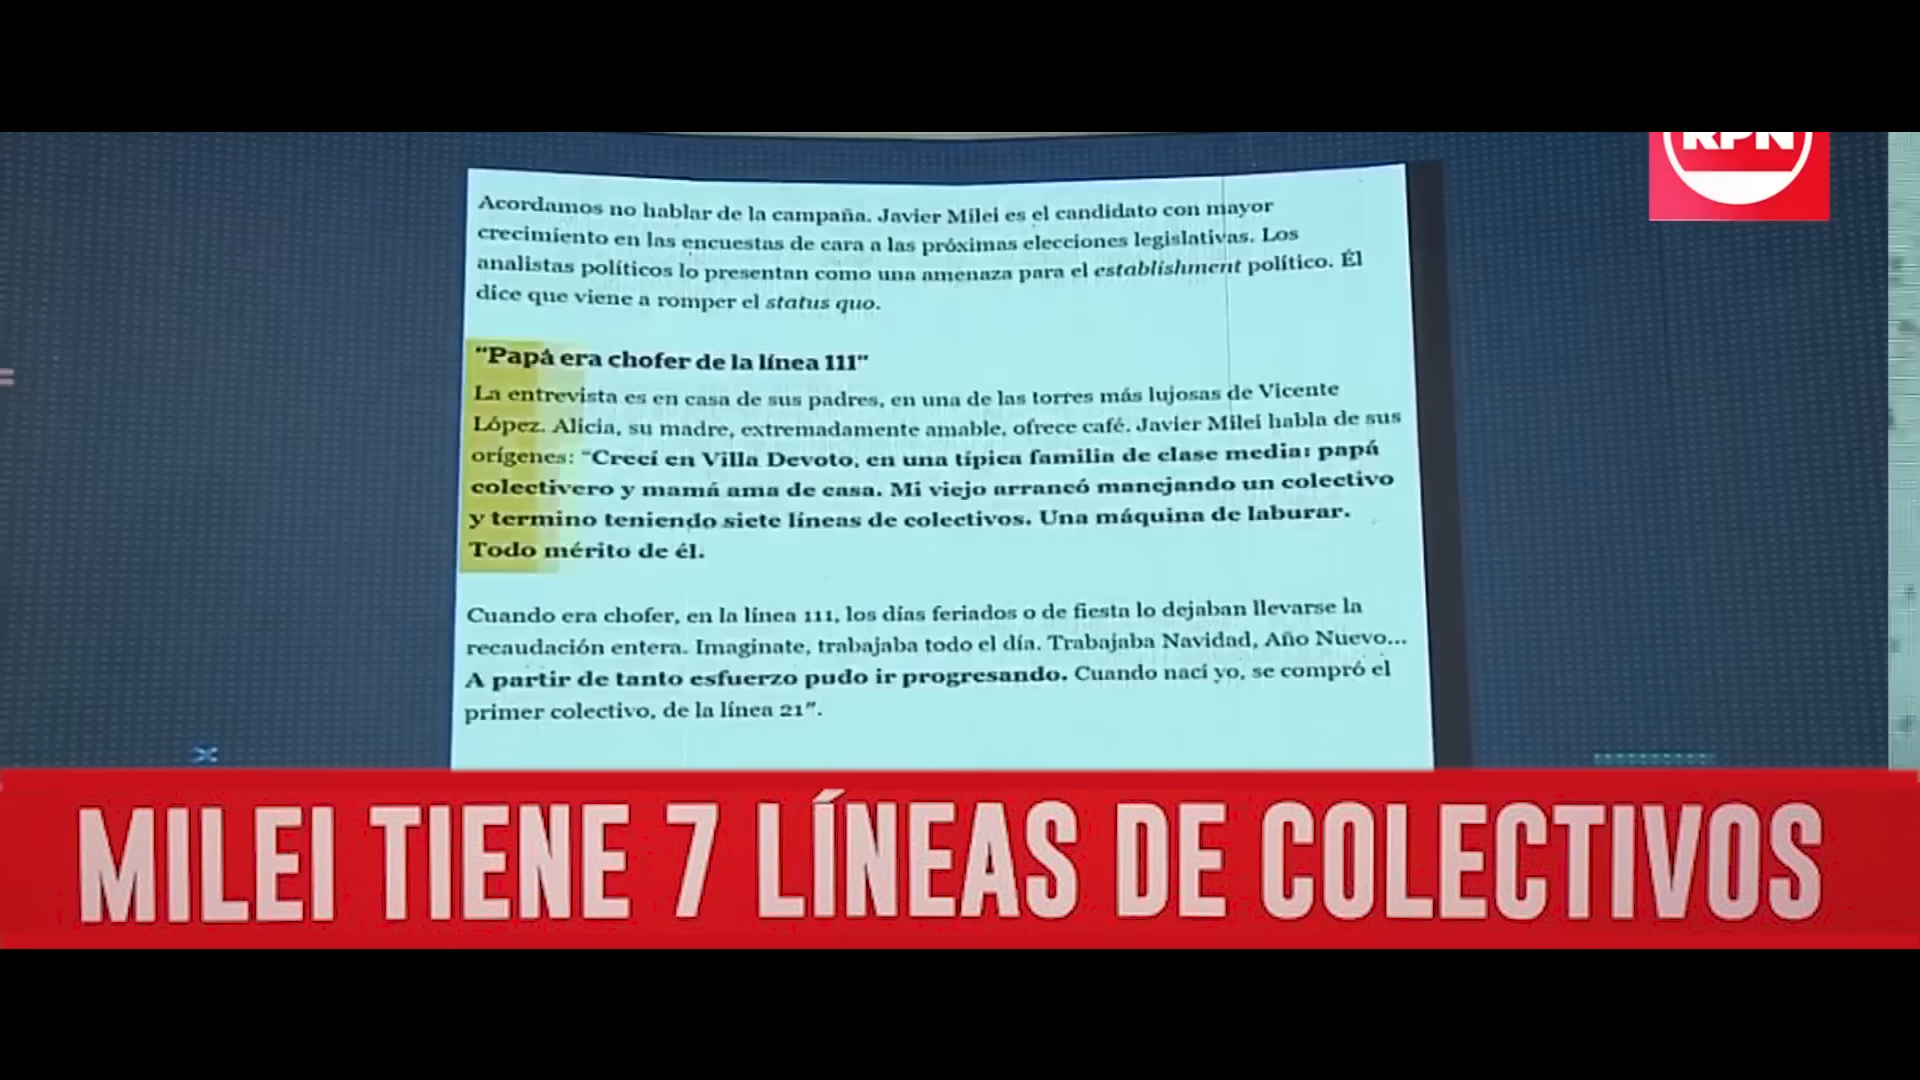 RPN
Acordamos no hablar de la campaña. Javier Milei es el candidato con mayor
crecimiento en las encuestas de cara a las próximas elecciones legislativas. Los
analistas políticos lo presentan como una amenaza para el establishment político. Él
dice que viene a romper el status quo.
“Papá era chofer de la línea 111”
La entrevista es en casa de sus padres, en una de las torres más lujosas de Vicente
López. Alicia, su madre, extremadamente amable, ofrece café. Javier Milei habla de sus
orígenes: “Crecí en Villa Devoto, en una típica familia de clase media: papá
colectivero y mamá ama de casa. Mi viejo arrancó manejando un colectivo
y termino teniendo siete líneas de colectivos. Una máquina de laburar.
Todo mérito de él.
Cuando era chofer, en la línea 111, los días feriados o de fiesta lo dejaban llevarse la
recaudación entera. Imagínate, trabajaba todo el día. Trabajaba Navidad, Año Nuevo...
A partir de tanto esfuerzo pudo ir progresando. Cuando nací yo, se compró el
primer colectivo, de la línea 21”.
MILEI TIENE 7 LÍNEAS DE COLECTIVOS